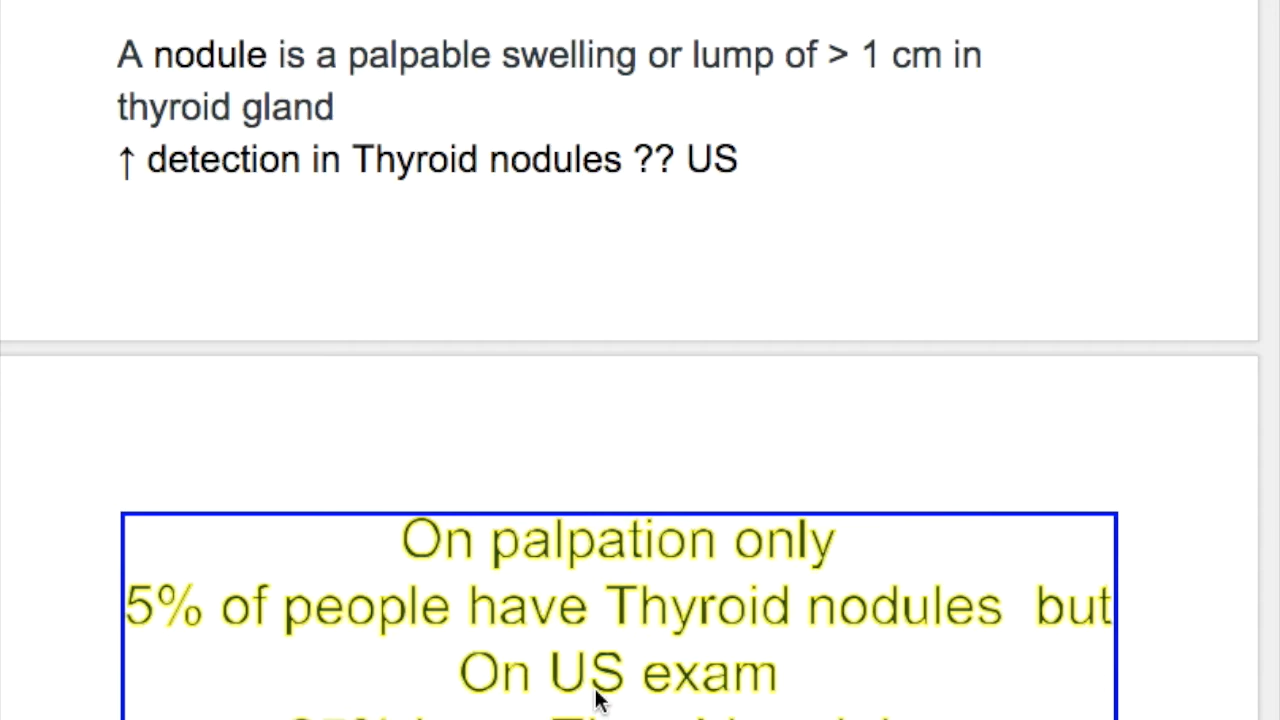 A nodule is a palpable swelling or lump of > 1 cm in
thyroid gland
↑ detection in Thyroid nodules ?? US
On palpation only
5% of people have Thyroid nodules but
On US exam